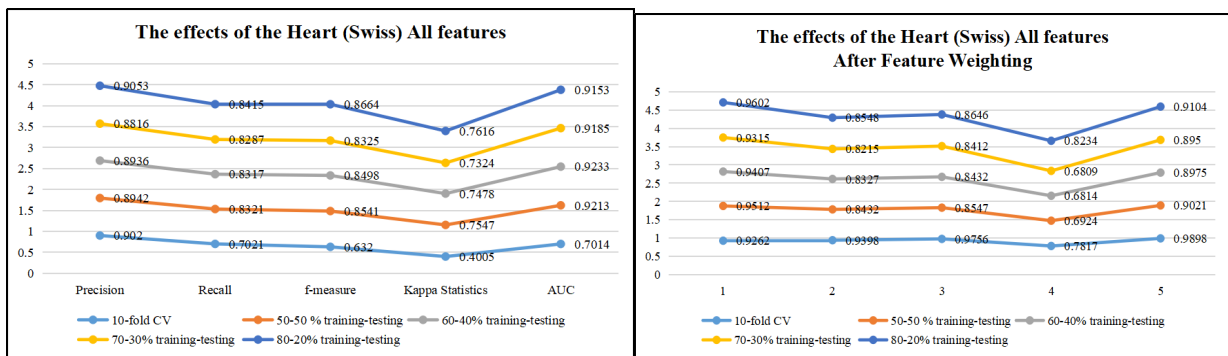 The effects of the Heart (Swiss) All features
5
4.5
4
3.5
3
2.5
2
1.5
1
0.5
0
0.9053 0.8415 0.8664 0.7616 0.9153
0.8816 0.8287 0.8325 0.7324 0.9185
0.8936 0.8317 0.8498 0.7478 0.9233
0.8942 0.8321 0.8541 0.7547 0.9213
0.902 0.7021 0.632 0.4005 0.7014
Precision Recall f-measure Kappa Statistics AUC
10-fold CV 50-50 % training-testing 60-40% training-testing
70-30% training-testing 80-20% training-testing
The effects of the Heart (Swiss) All features
After Feature Weighting
5
4.5
4
3.5
3
2.5
2
1.5
1
0.5
0
0.9602 0.8548 0.8646 0.8234 0.9104
0.9315 0.8215 0.8412 0.6809 0.895
0.9407 0.8327 0.8432 0.6814 0.8975
0.9512 0.8432 0.8547 0.6924 0.9021
0.9262 0.9398 0.9756 0.7817 0.9898
1 2 3 4 5
10-fold CV 50-50 % training-testing 60-40% training-testing
70-30% training-testing 80-20% training-testing